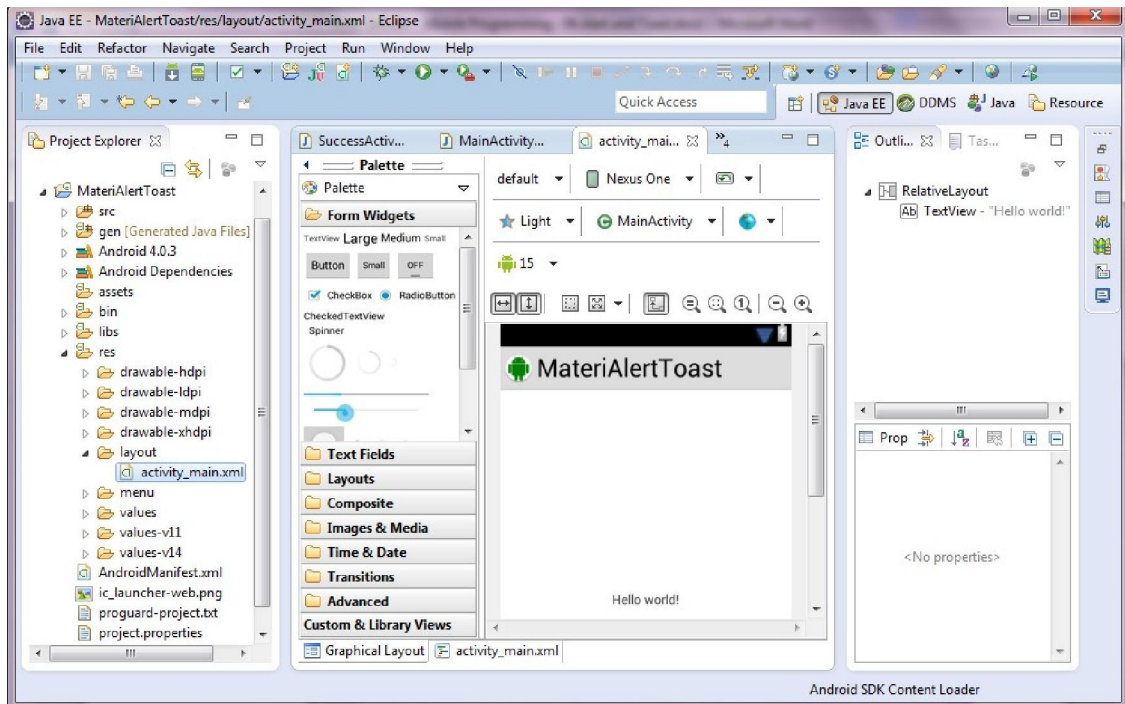 Java EE - MateriAlertToast/res/layout/activity_main.xml - Eclipse
File Edit Refactor Navigate Search Project Run Window Help
Quick Access
Java EE
DDMS
Java
Resource
Project Explorer
MateriAlertToast
src
gen [Generated Java Files]
Android 4.0.3
Android Dependencies
assets
bin
libs
res
drawable-hdpi
drawable-ldpi
drawable-mdpi
drawable-xhdpi
layout
activity_main.xml
menu
values
values-v11
values-v14
AndroidManifest.xml
ic_launcher-web.png
proguard-project.txt
project.properties
SuccessActiv...
MainActivity...
activity_mai...
»4
Palette
Palette
Form Widgets
TextView Large Medium Small
Button Small OFF
CheckBox RadioButton
CheckedTextView
Spinner
Text Fields
Layouts
Composite
Images & Media
Time & Date
Transitions
Advanced
Custom & Library Views
default Nexus One
Light MainActivity
15
MateriAlertToast
Hello world!
Graphical Layout
activity_main.xml
Outli...
Tas...
RelativeLayout
Ab TextView - "Hello world!"
Prop
<No properties>
Android SDK Content Loader